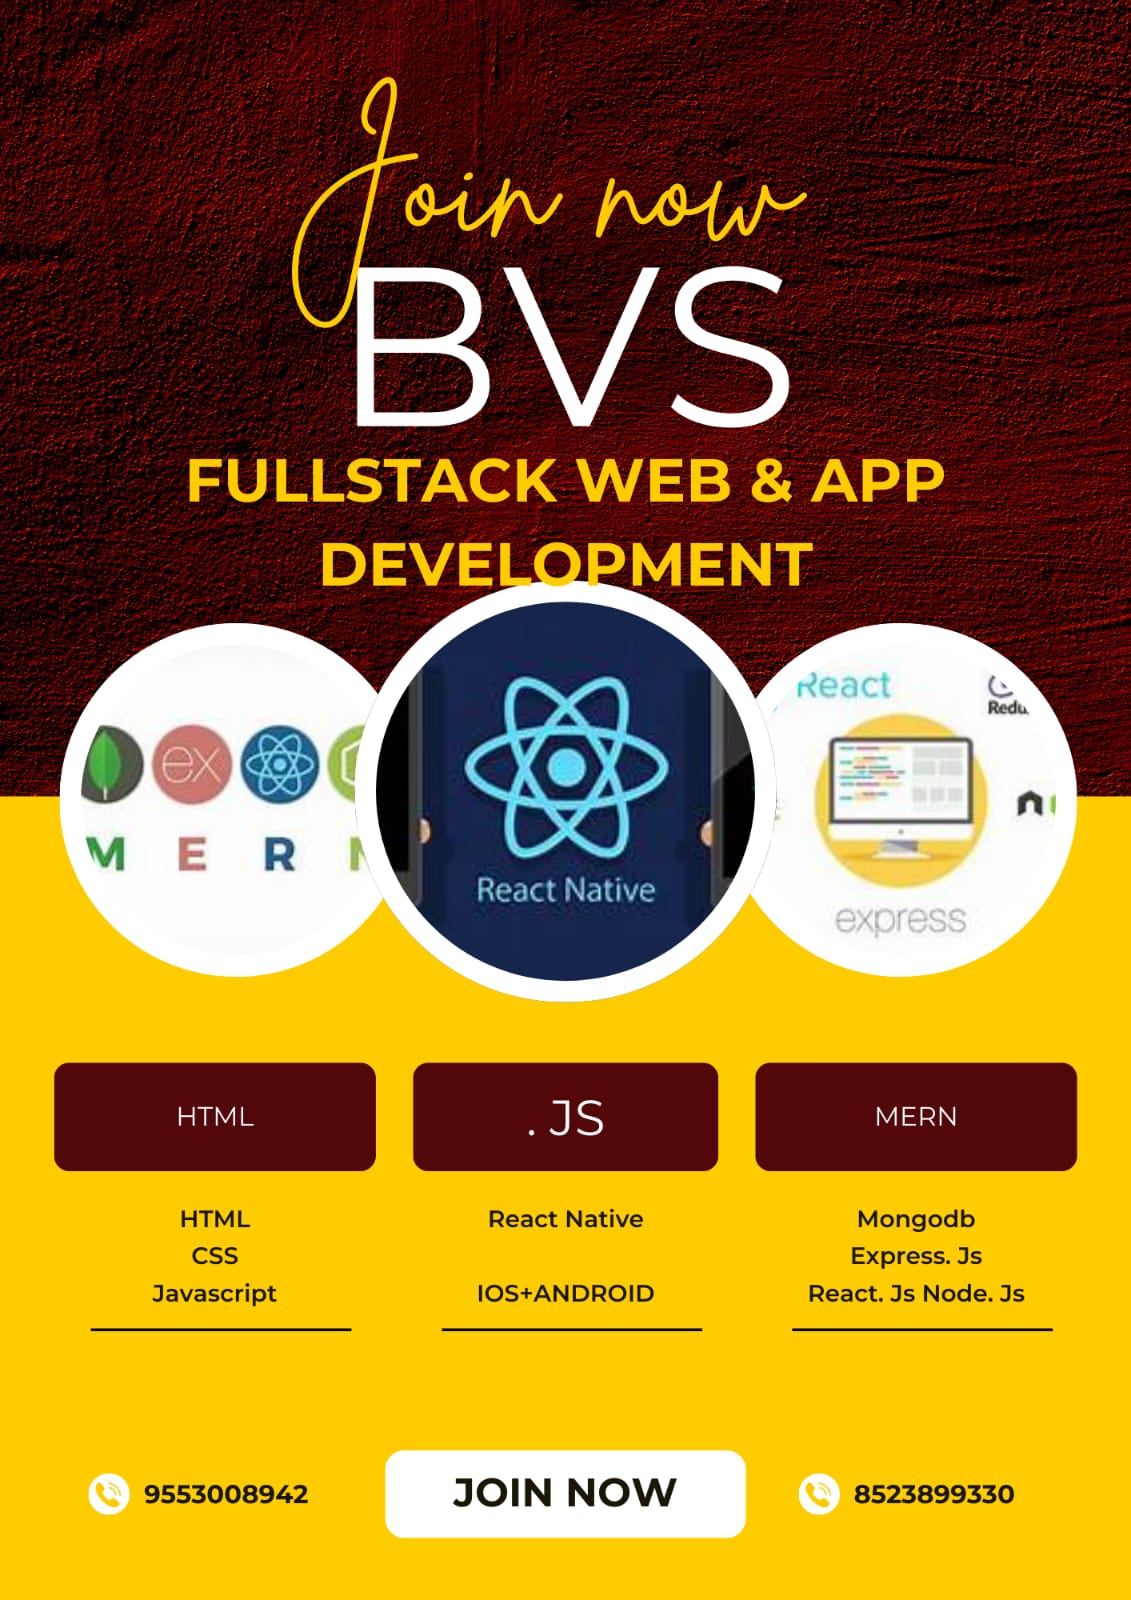 Join now
BVS
FULLSTACK WEB & APP
DEVELOPMENT
ex
M E R N
React Native
React
Redu
express
HTML
. JS
MERN
HTML
CSS
Javascript
React Native
IOS+ANDROID
Mongodb
Express. Js
React. Js Node. Js
9553008942
JOIN NOW
8523899330